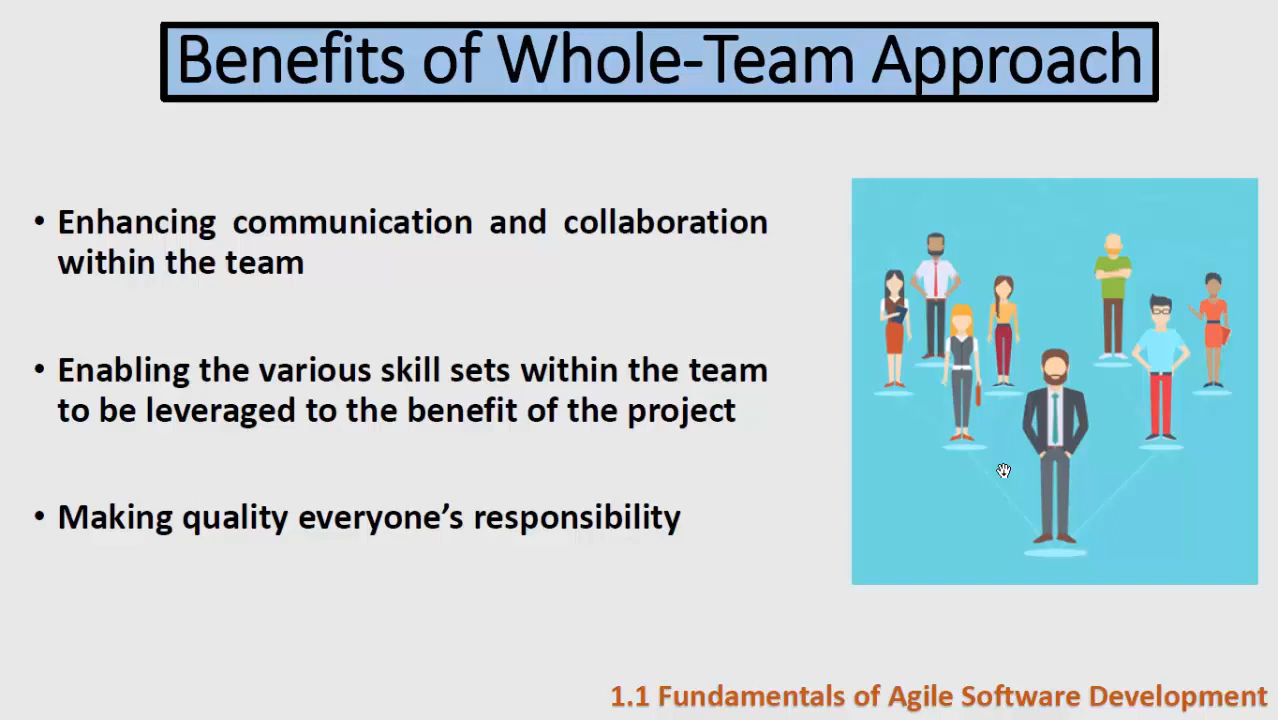 Benefits of Whole-Team Approach
• Enhancing communication and collaboration
within the team
• Enabling the various skill sets within the team
to be leveraged to the benefit of the project
• Making quality everyone’s responsibility
1.1 Fundamentals of Agile Software Development